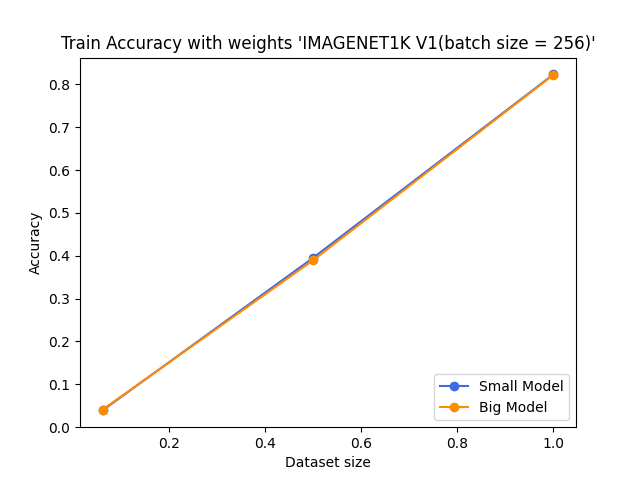 Train Accuracy with weights 'IMAGENET1K V1(batch size = 256)'
Accuracy
0.8
0.7
0.6
0.5
0.4
0.3
0.2
0.1
0.0
0.2
0.4
0.6
0.8
1.0
Dataset size
Small Model
Big Model